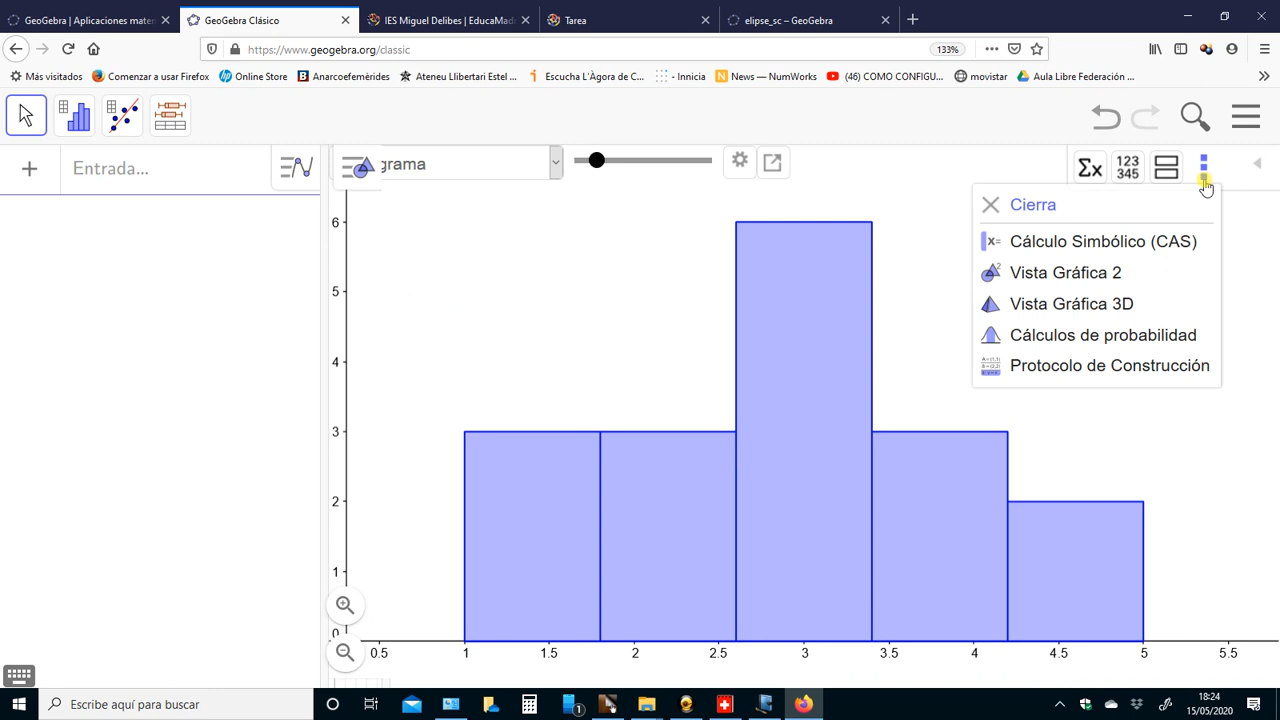 GeoGebra | Aplicaciones matem
GeoGebra Clásico
IES Miguel Delibes | EducaMad
Tarea
elipse_sc – GeoGebra
https://www.geogebra.org/classic
133%
Más visitados
Comenzar a usar Firefox
Online Store
Anarcoefemèrides
Ateneu Llibertari Estel ...
Escucha L'Àgora de C...
- Innicia
News — NumWorks
(46) COMO CONFIGU...
movistar
Aula Libre Federación ...
Entrada...
grama
Σx
123
345
Cierra
Cálculo Simbólico (CAS)
Vista Gráfica 2
Vista Gráfica 3D
Cálculos de probabilidad
Protocolo de Construcción
6
5
4
3
2
1
0
0.5
1
1.5
2
2.5
3
3.5
4
4.5
5
5.5
Escribe aquí para buscar
1
18:24
15/05/2020